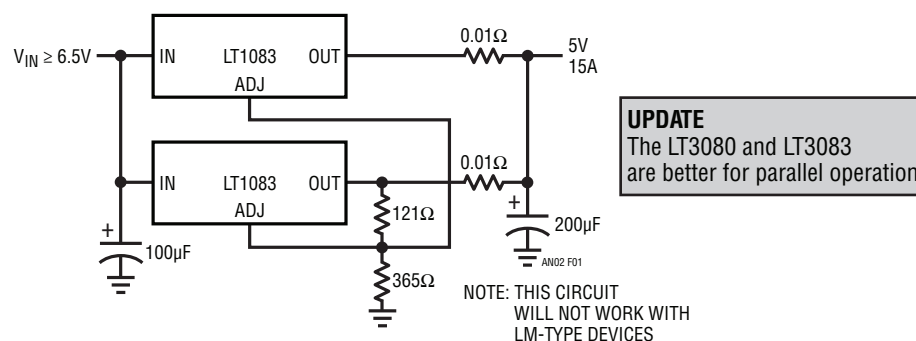 V_IN ≥ 6.5V
IN LT1083 OUT
ADJ
0.01Ω
5V
15A
IN LT1083 OUT
ADJ
0.01Ω
121Ω
365Ω
+
100µF
+
200µF
AN02 F01
NOTE: THIS CIRCUIT
WILL NOT WORK WITH
LM-TYPE DEVICES
UPDATE
The LT3080 and LT3083
are better for parallel operation